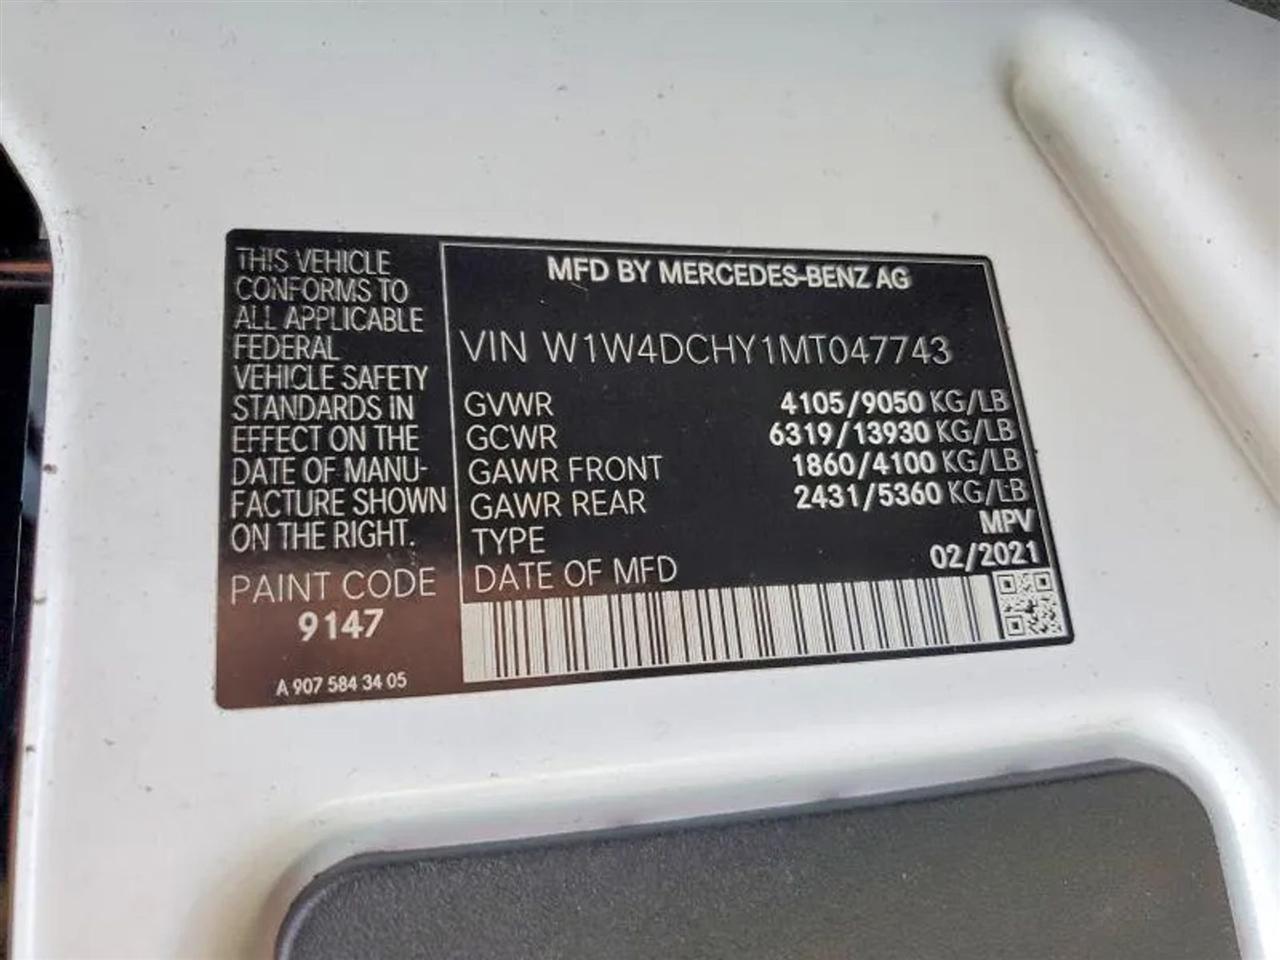 THIS VEHICLE
CONFORMS TO
ALL APPLICABLE
FEDERAL
VEHICLE SAFETY
STANDARDS IN
EFFECT ON THE
DATE OF MANU-
FACTURE SHOWN
ON THE RIGHT.
PAINT CODE
9147
A 907 584 34 05
MFD BY MERCEDES-BENZ AG
VIN W1W4DCHY1MT047743
GVWR 4105/9050 KG/LB
GCWR 6319/13930 KG/LB
GAWR FRONT 1860/4100 KG/LB
GAWR REAR 2431/5360 KG/LB
TYPE MPV
DATE OF MFD 02/2021